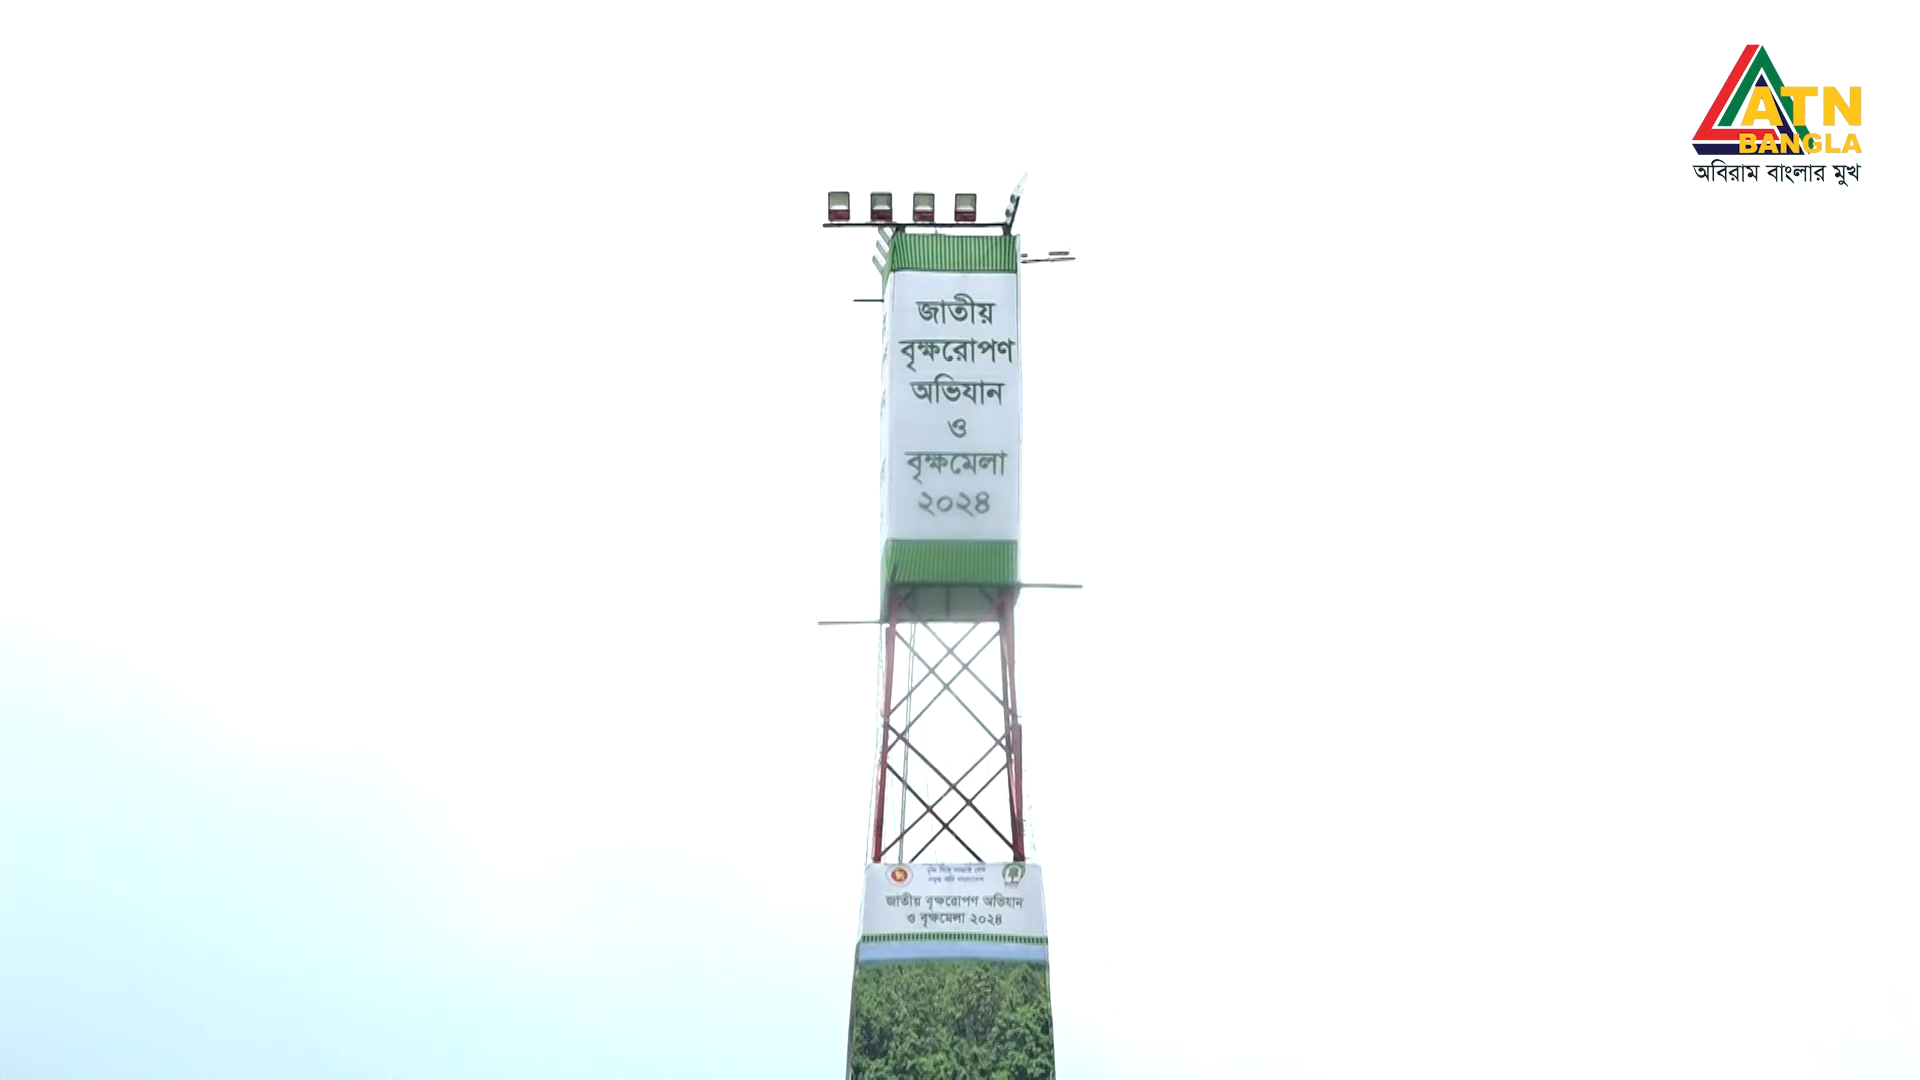 ATN
BANGLA
অবিরাম বাংলার মুখ
জাতীয়
বৃক্ষরোপণ
অভিযান
ও
বৃক্ষমেলা
২০২৪
জাতীয় বৃক্ষরোপণ অভিযান
ও বৃক্ষমেলা ২০২৪